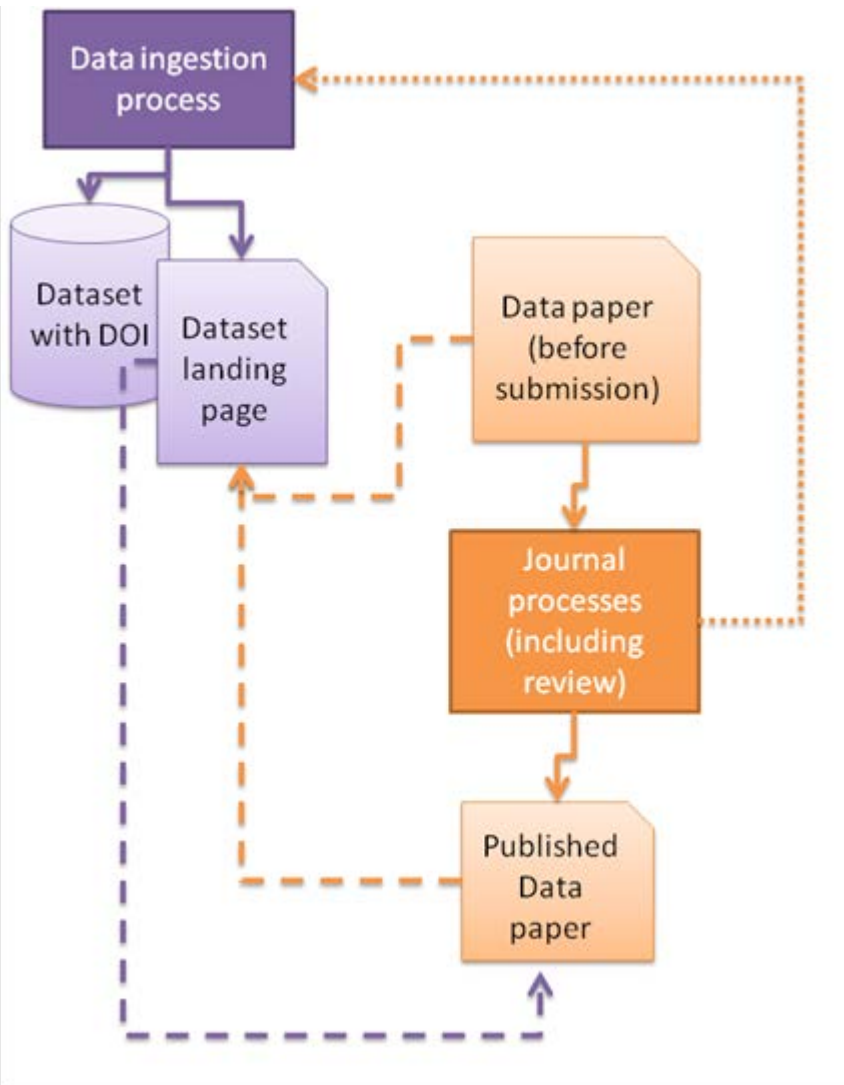 Data ingestion
process
Dataset
with DOI
Dataset
landing
page
Data paper
(before
submission)
Journal
processes
(including
review)
Published
Data
paper